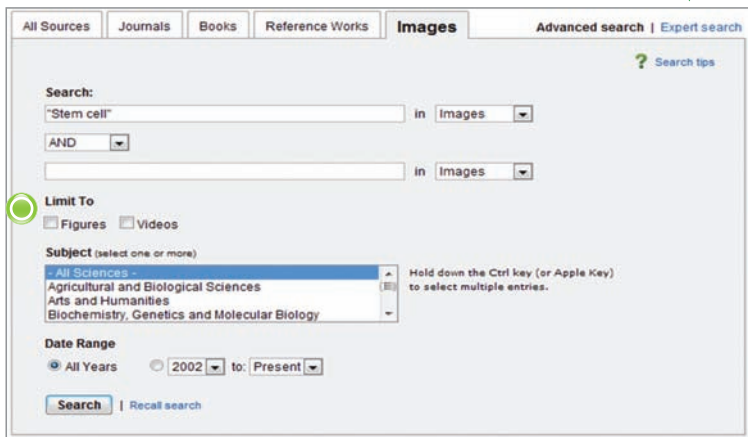 All Sources Journals Books Reference Works Images Advanced search | Expert search
? Search tips
Search:
"Stem cell" in Images
AND
in Images
Limit To
Figures Videos
Subject (select one or more)
- All Sciences -
Agricultural and Biological Sciences
Arts and Humanities
Biochemistry, Genetics and Molecular Biology
Hold down the Ctrl key (or Apple Key)
to select multiple entries.
Date Range
All Years 2002 to: Present
Search | Recall search